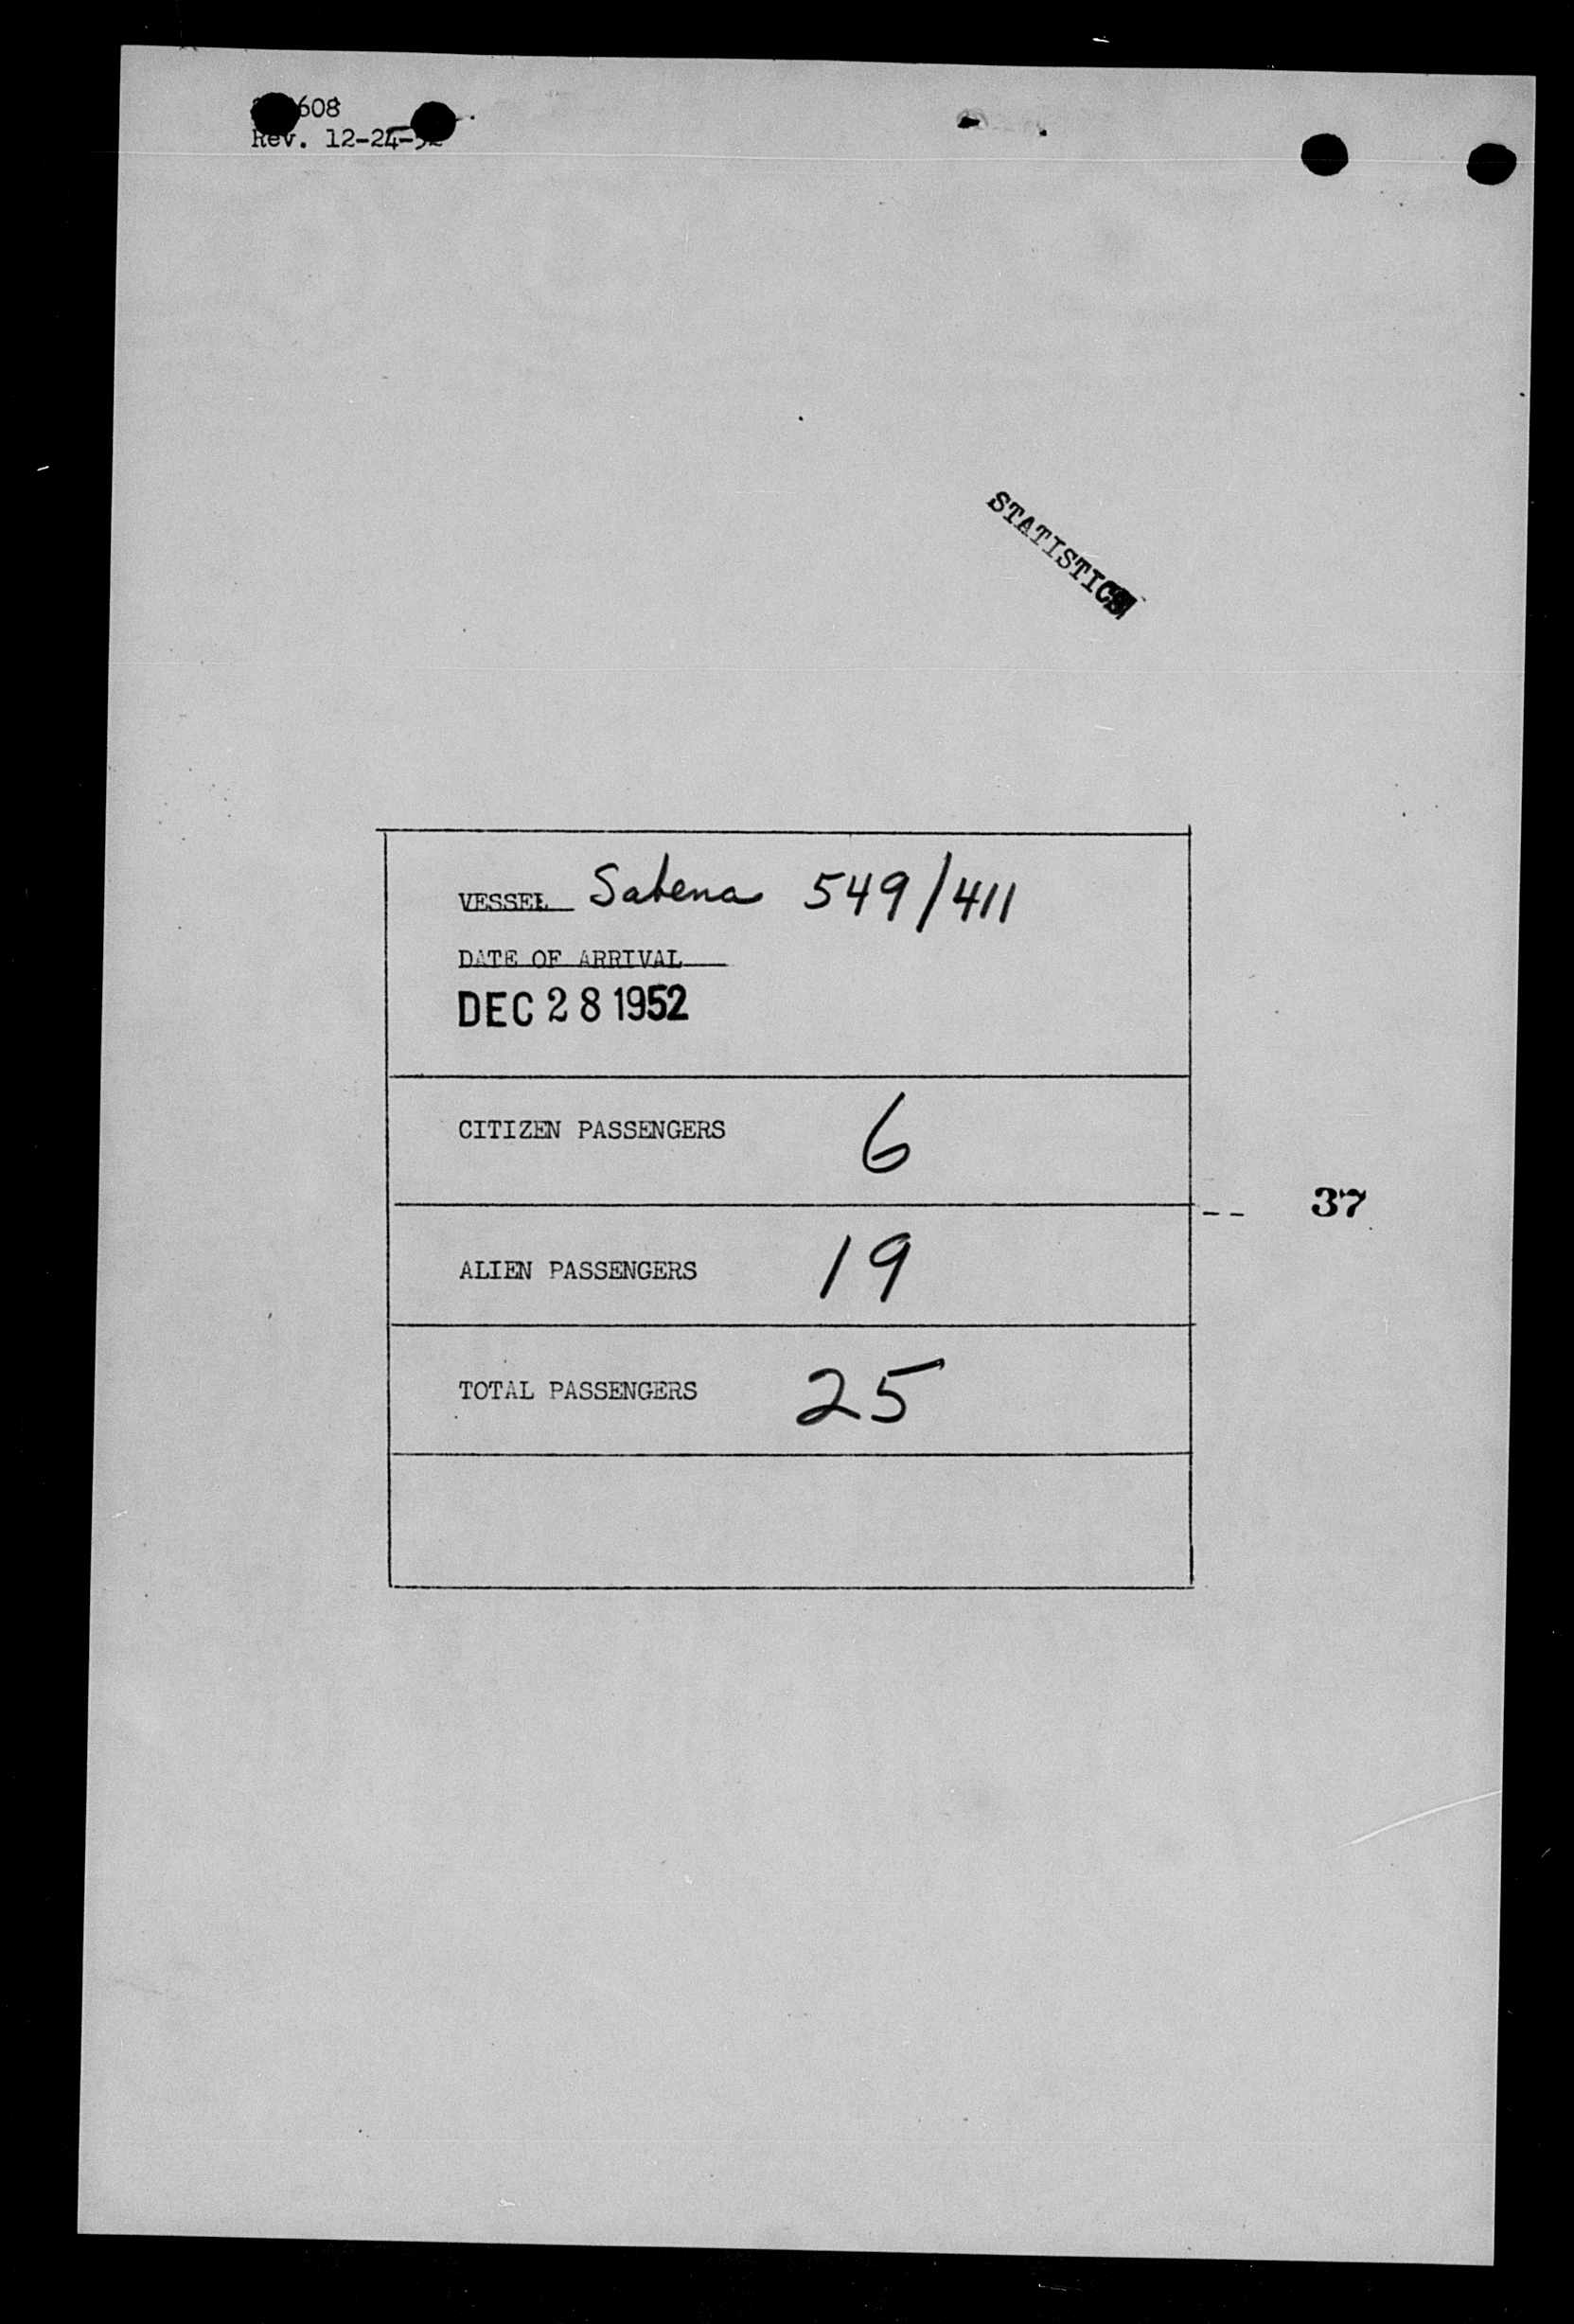 608
Rev. 12-24-52
STATISTICS
VESSEL Sabena 549/411
DATE OF ARRIVAL
DEC 28 1952
CITIZEN PASSENGERS 6
37
ALIEN PASSENGERS 19
TOTAL PASSENGERS 25